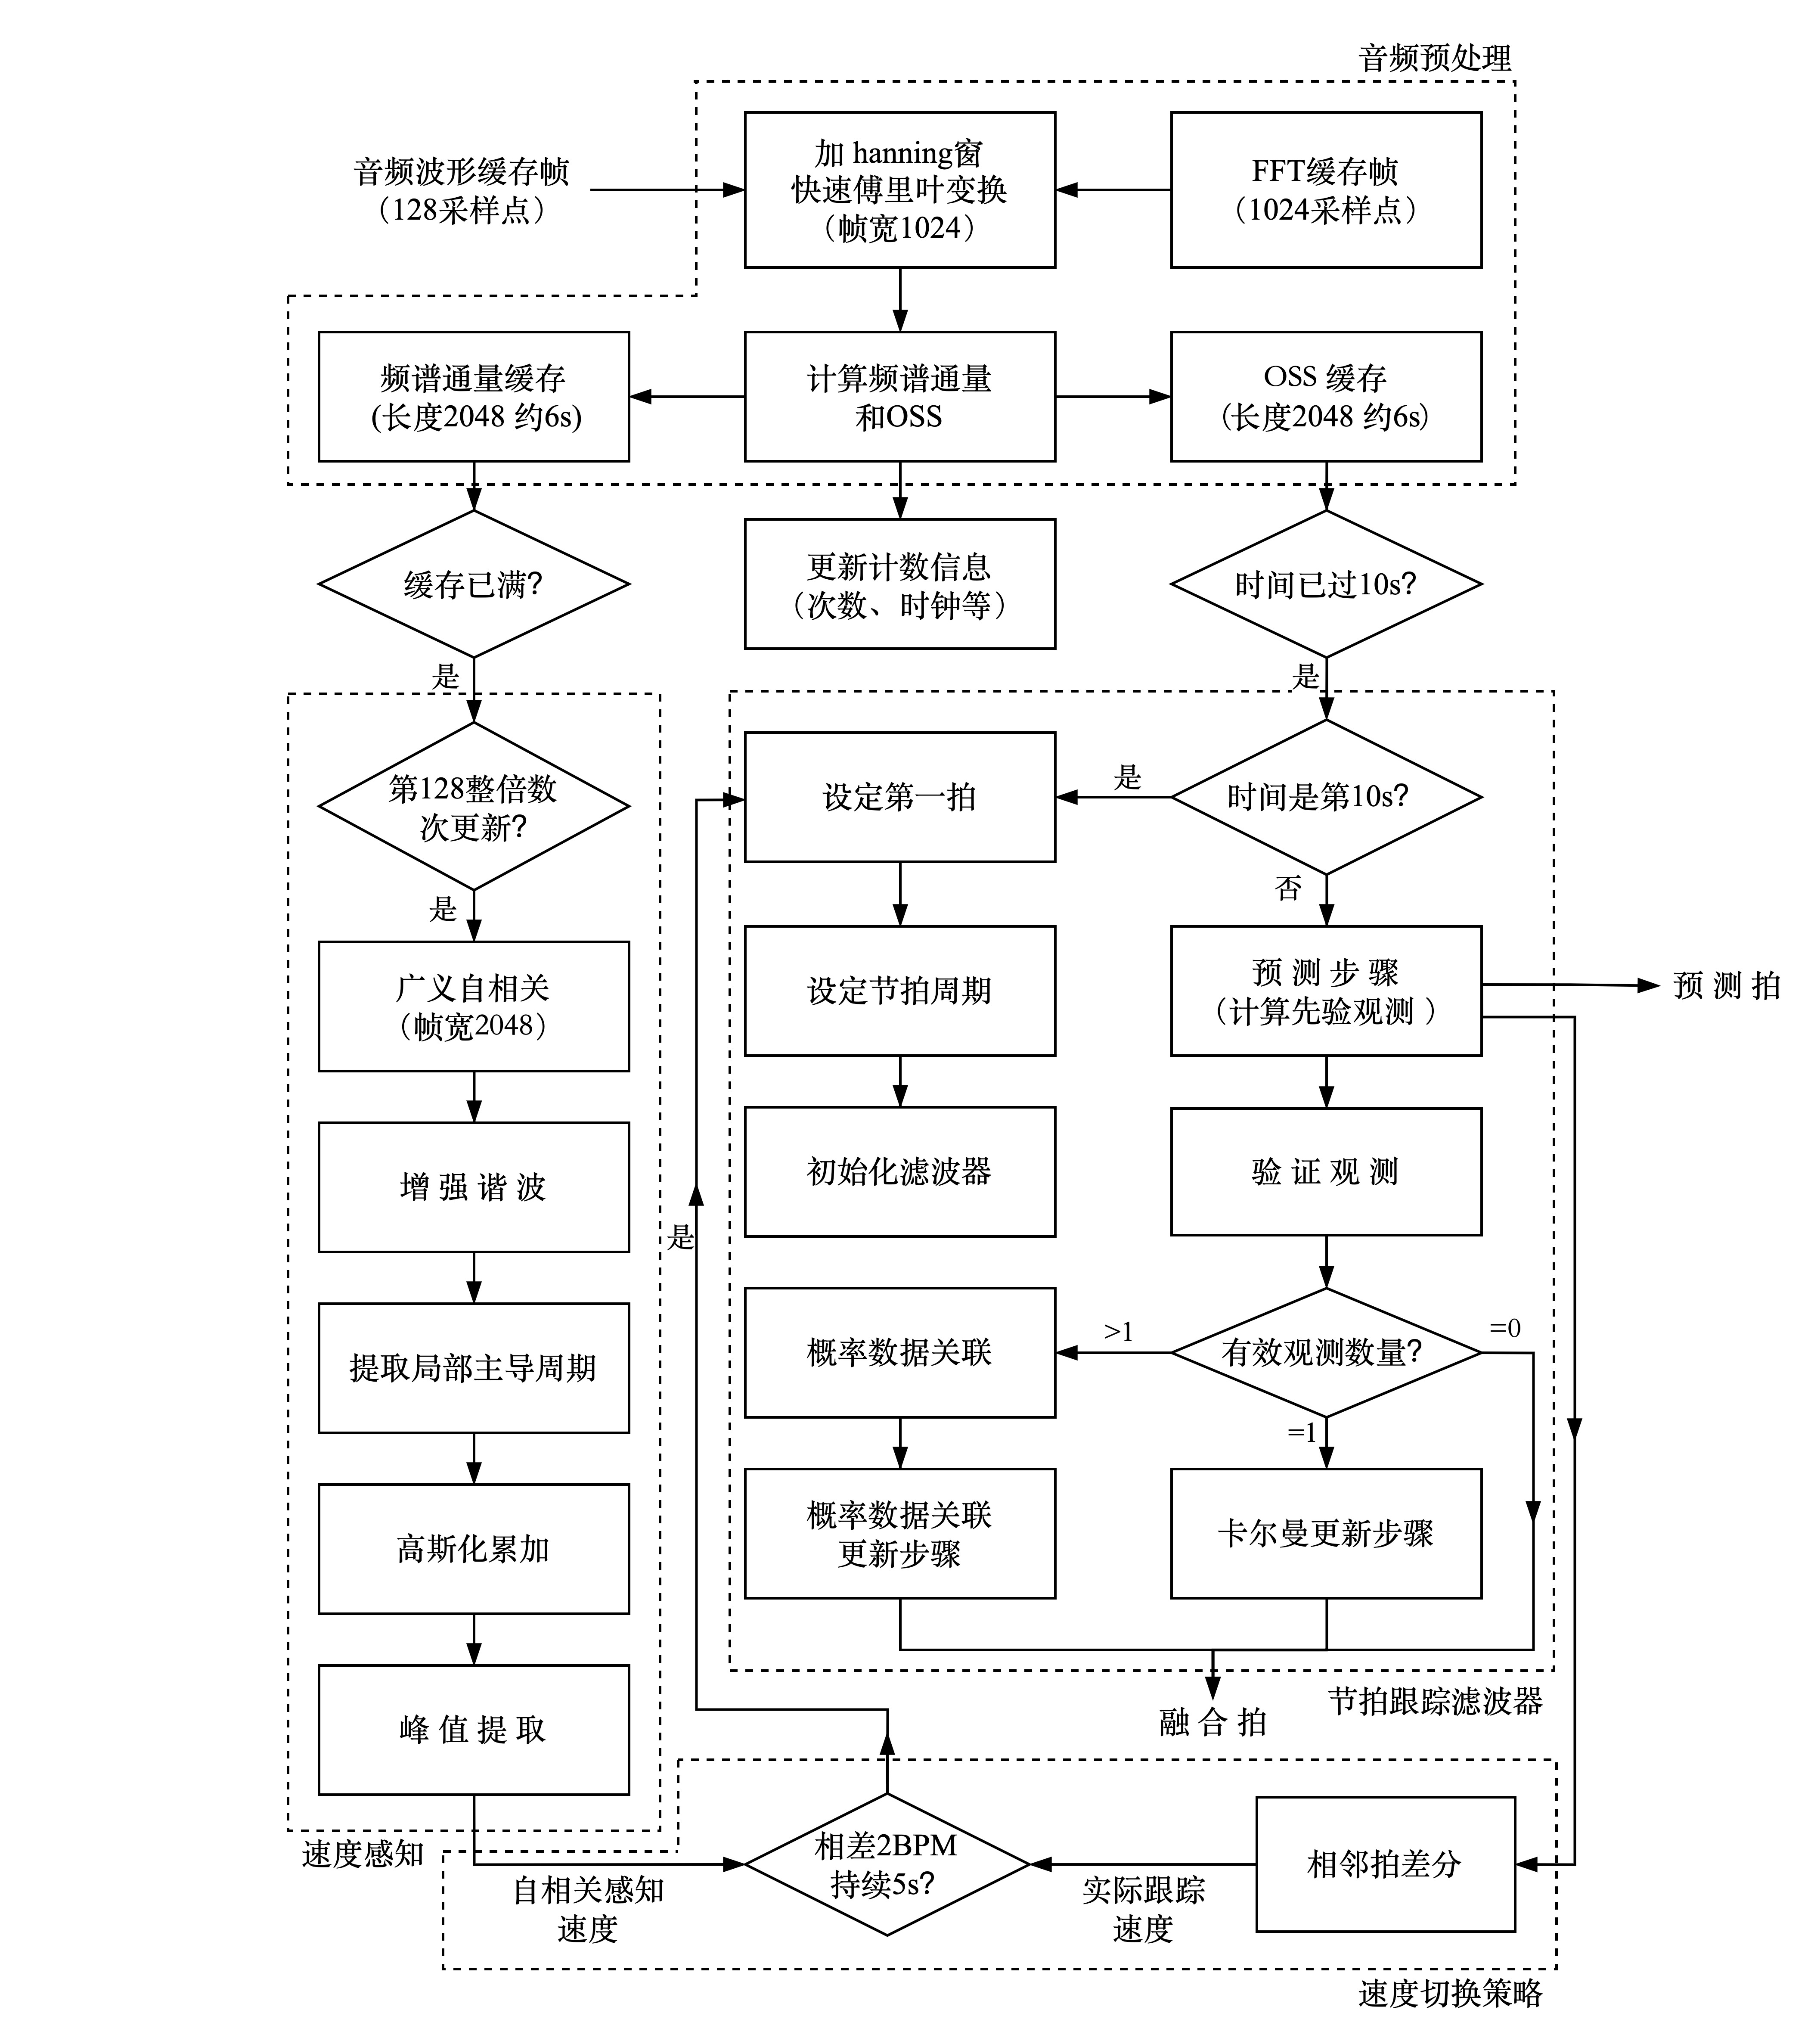 音频预处理
音频波形缓存帧
（128采样点）
加 hanning窗
快速傅里叶变换
（帧宽1024）
FFT缓存帧
（1024采样点）
频谱通量缓存
(长度2048 约6s)
计算频谱通量
和OSS
OSS 缓存
(长度2048 约6s)
缓存已满?
更新计数信息
（次数、时钟等）
时间已过10s?
是
是
第128整倍数
次更新?
设定第一拍
是
时间是第10s?
是
否
广义自相关
（帧宽2048）
设定节拍周期
预 测 步 骤
（计算先验观测 ）
预 测 拍
增 强 谐 波
初始化滤波器
验 证 观 测
是
提取局部主导周期
概率数据关联
>1
有效观测数量?
=0
=1
高斯化累加
概率数据关联
更新步骤
卡尔曼更新步骤
峰 值 提 取
融 合 拍
节拍跟踪滤波器
速度感知
自相关感知
速度
相差2BPM
持续5s?
实际跟踪
速度
相邻拍差分
速度切换策略